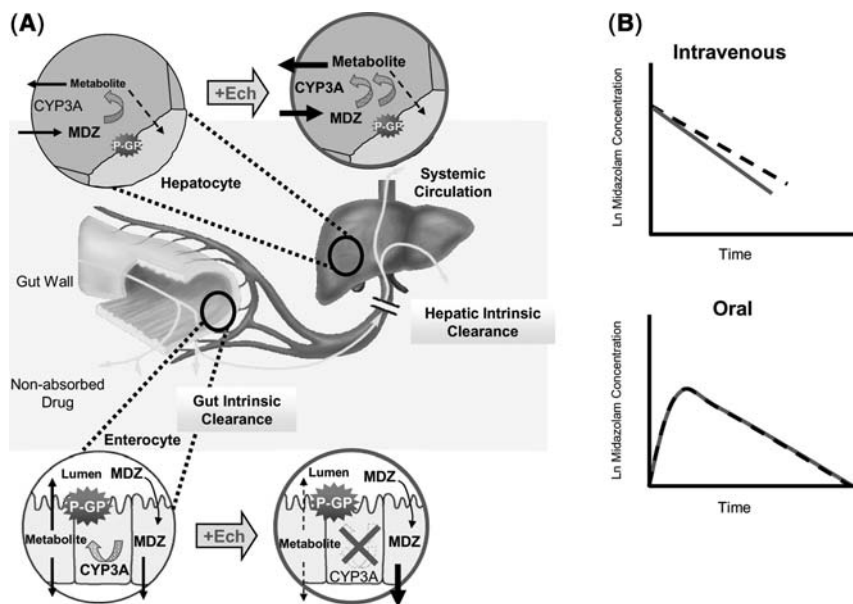 (A)
Metabolite
CYP3A
MDZ
P-GP
+Ech
Metabolite
CYP3A
MDZ
P-GP
Hepatocyte
Systemic
Circulation
Gut Wall
Hepatic Intrinsic
Clearance
Non-absorbed
Drug
Gut Intrinsic
Clearance
Enterocyte
Lumen
MDZ
P-GP
Metabolite
MDZ
CYP3A
+Ech
Lumen
MDZ
P-GP
Metabolite
MDZ
CYP3A
(B)
Intravenous
Ln Midazolam Concentration
Time
Oral
Ln Midazolam Concentration
Time